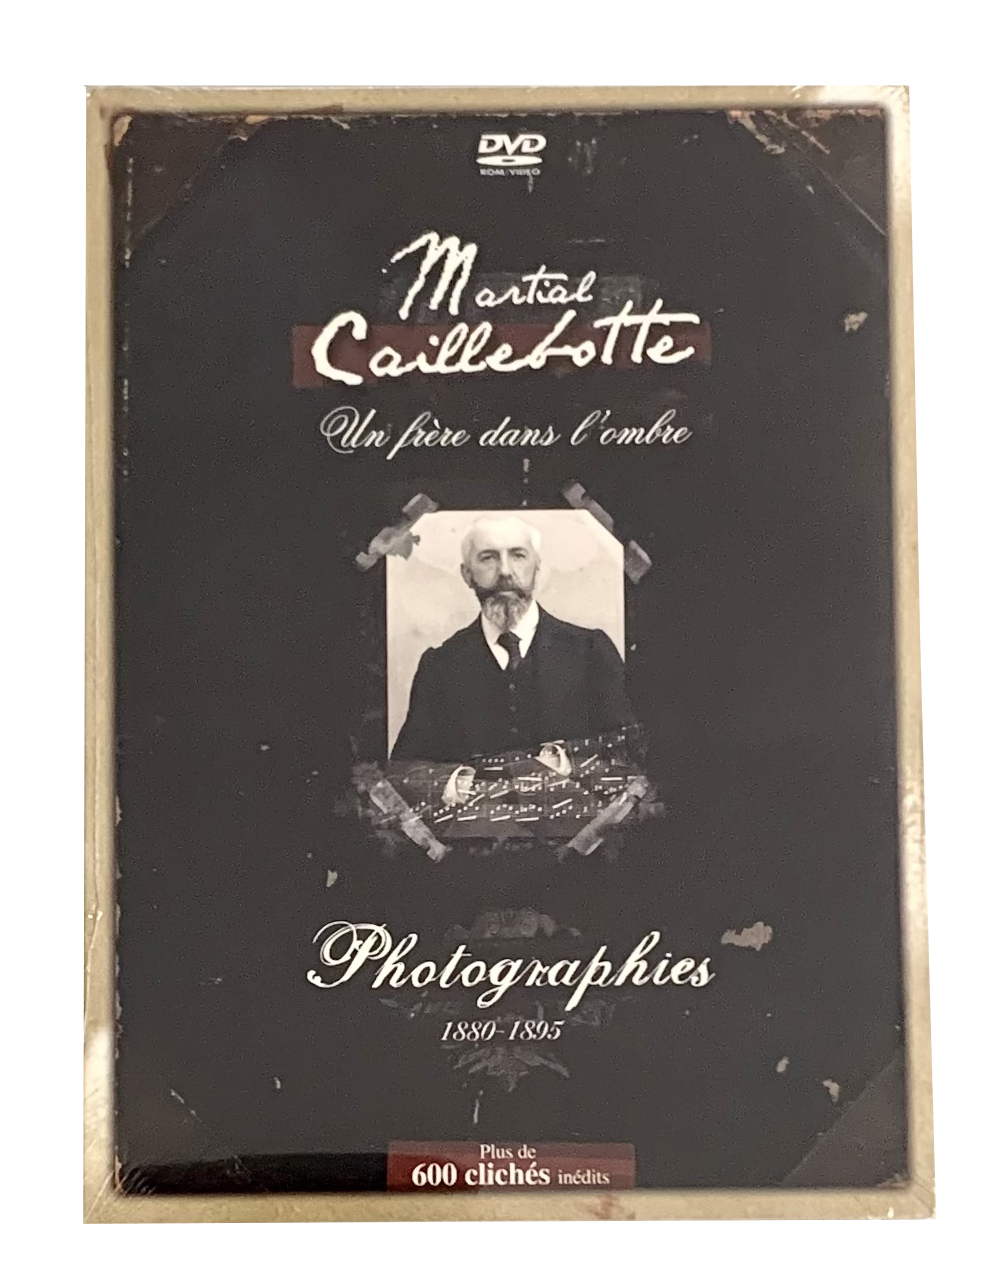 DVD
ROM/VIDEO
Martial
Caillebotte
Un frère dans l'ombre
Photographies
1880-1895
Plus de
600 clichés inédits